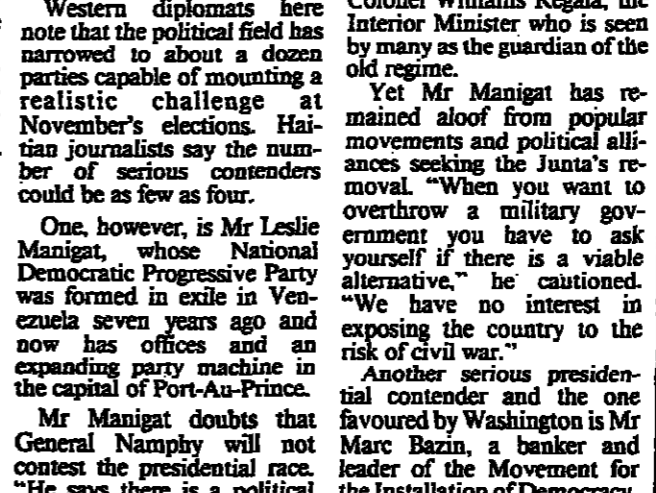 Western diplomats here
note that the political field has
narrowed to about a dozen
parties capable of mounting a
realistic challenge at
November's elections. Hai-
tian journalists say the num-
ber of serious contenders
could be as few as four.
One, however, is Mr Leslie
Manigat, whose National
Democratic Progressive Party
was formed in exile in Ven-
ezuela seven years ago and
now has offices and an
expanding party machine in
the capital of Port-Au-Prince.
Mr Manigat doubts that
General Namphy will not
contest the presidential race.
"He says there is a political
Colonel Williams Regala, the
Interior Minister who is seen
by many as the guardian of the
old regime.
Yet Mr Manigat has re-
mained aloof from popular
movements and political alli-
ances seeking the Junta's re-
moval. "When you want to
overthrow a military gov-
ernment you have to ask
yourself if there is a viable
alternative," he cautioned.
"We have no interest in
exposing the country to the
risk of civil war."
Another serious presiden-
tial contender and the one
favoured by Washington is Mr
Marc Bazin, a banker and
leader of the Movement for
the Installation of Democracy